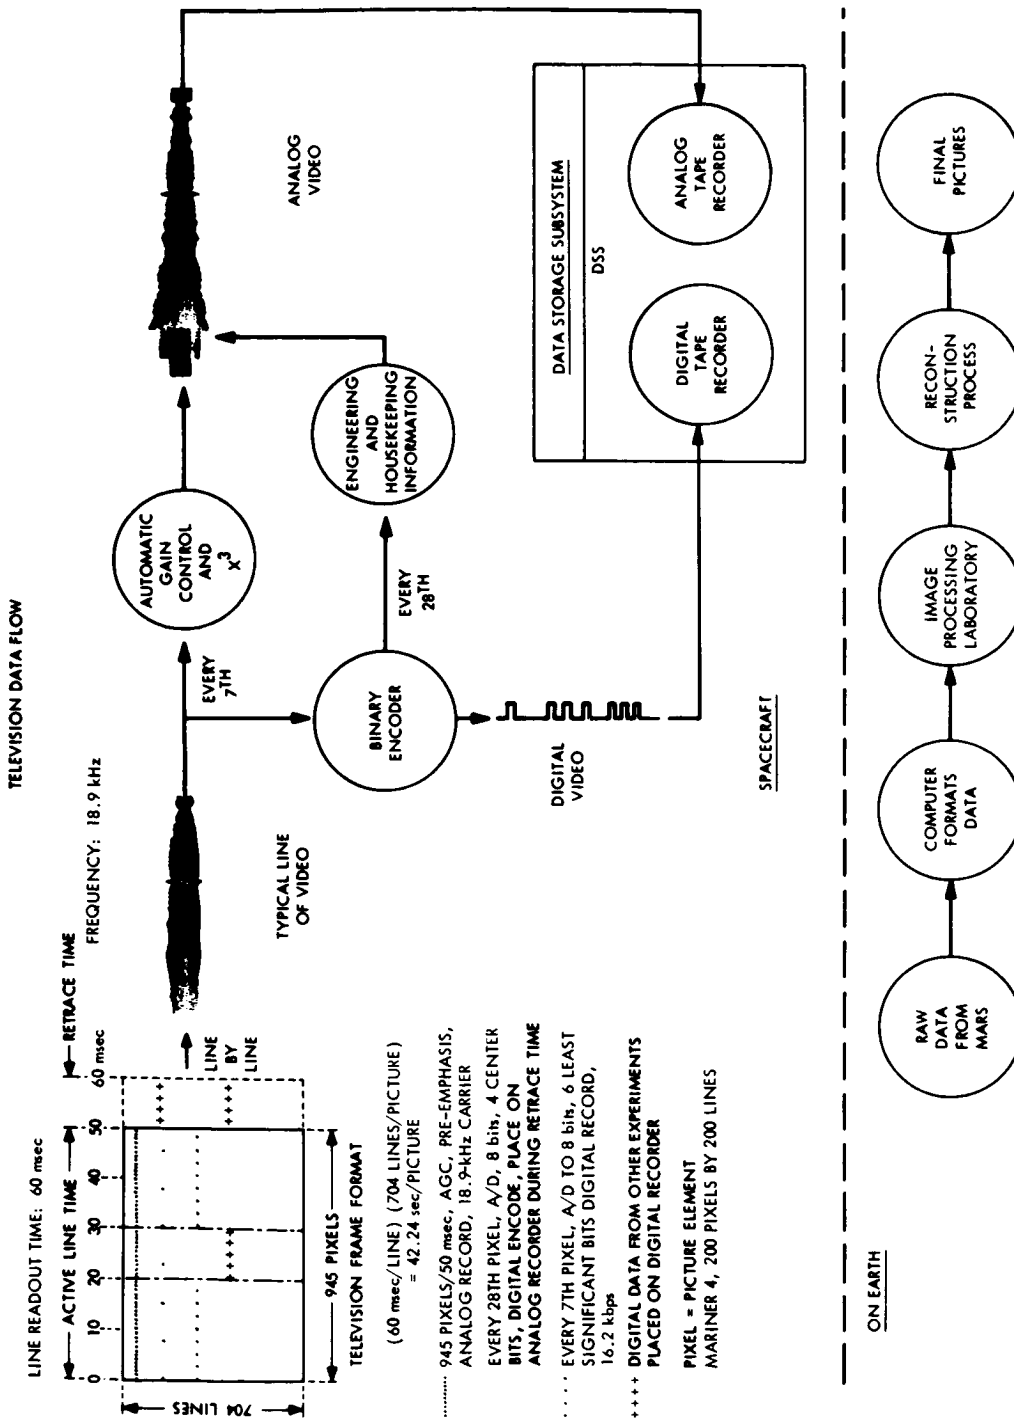 TELEVISION DATA FLOW
LINE READOUT TIME: 60 msec
ACTIVE LINE TIME
RETRACE TIME
0 10 20 30 40 50 60 msec
FREQUENCY: 18.9 kHz
704 LINES
LINE
BY
LINE
945 PIXELS
TELEVISION FRAME FORMAT
(60 msec/LINE) (704 LINES/PICTURE)
= 42.24 sec/PICTURE
945 PIXELS/50 msec, AGC, PRE-EMPHASIS,
ANALOG RECORD, 18.9-kHz CARRIER
EVERY 28TH PIXEL, A/D, 8 bits, 4 CENTER
BITS, DIGITAL ENCODE, PLACE ON
ANALOG RECORDER DURING RETRACE TIME
EVERY 7TH PIXEL, A/D TO 8 bits, 6 LEAST
SIGNIFICANT BITS DIGITAL RECORD,
16.2 kbps
++++ DIGITAL DATA FROM OTHER EXPERIMENTS
PLACED ON DIGITAL RECORDER
PIXEL = PICTURE ELEMENT
MARINER 4, 200 PIXELS BY 200 LINES
TYPICAL LINE
OF VIDEO
EVERY
7TH
AUTOMATIC
GAIN
CONTROL
AND
X3
ANALOG
VIDEO
BINARY
ENCODER
EVERY
28TH
ENGINEERING
AND
HOUSEKEEPING
INFORMATION
DIGITAL
VIDEO
DATA STORAGE SUBSYSTEM
DSS
DIGITAL
TAPE
RECORDER
ANALOG
TAPE
RECORDER
SPACECRAFT
ON EARTH
RAW
DATA
FROM
MARS
COMPUTER
FORMATS
DATA
IMAGE
PROCESSING
LABORATORY
RECON-
STRUCTION
PROCESS
FINAL
PICTURES